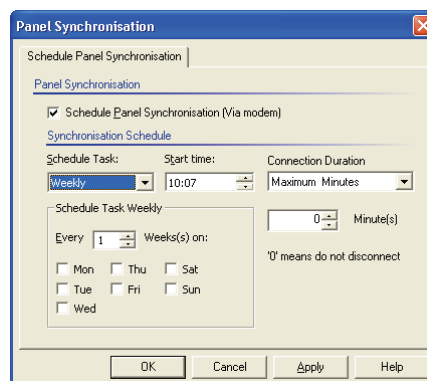 Panel Synchronisation
Schedule Panel Synchronisation
Panel Synchronisation
Schedule Panel Synchronisation (Via modem)
Synchronisation Schedule
Schedule Task: Start time: Connection Duration
Weekly 10:07 Maximum Minutes
Schedule Task Weekly
0 Minute(s)
Every 1 Weeks(s) on:
'0' means do not disconnect
Mon Thu Sat
Tue Fri Sun
Wed
OK Cancel Apply Help